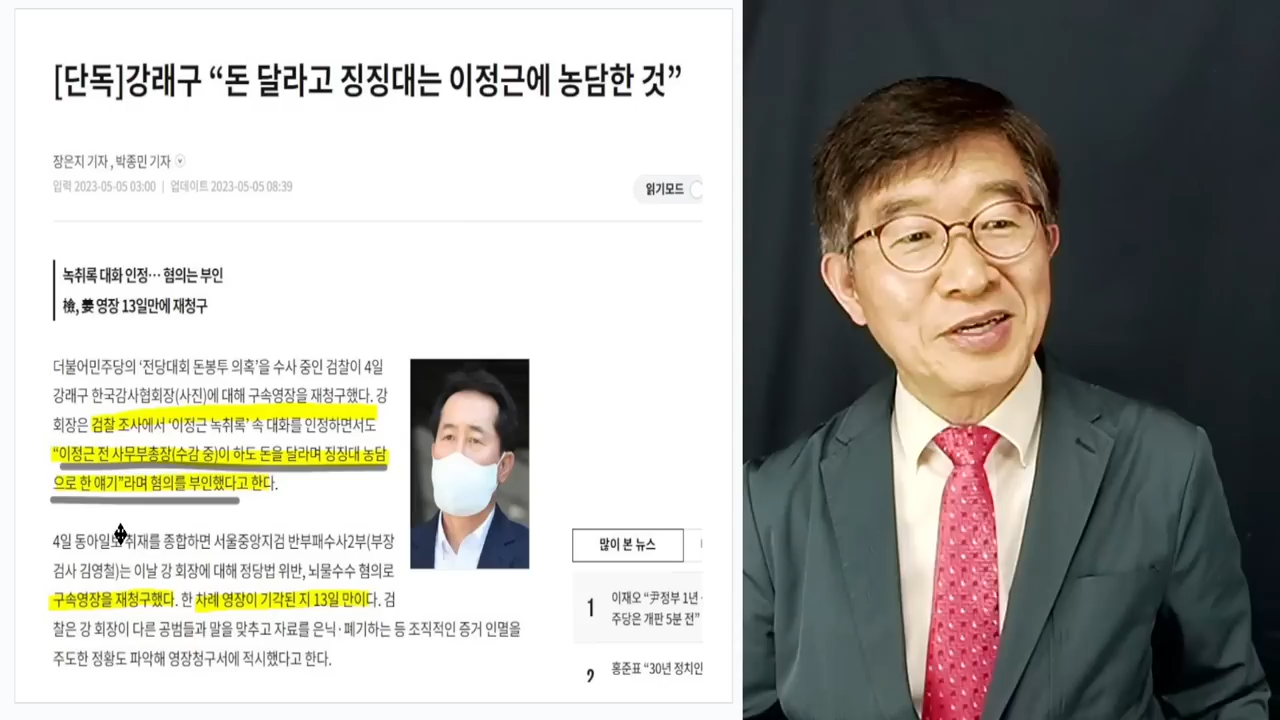 [단독]강래구 “돈 달라고 징징대는 이정근에 농담한 것”
장은지 기자 , 박종민 기자
입력 2023-05-05 03:00 | 업데이트 2023-05-05 08:39
읽기모드
녹취록 대화 인정… 혐의는 부인
檢, 姜 영장 13일만에 재청구
더불어민주당의 ‘전당대회 돈봉투 의혹’을 수사 중인 검찰이 4일
강래구 한국감사협회장(사진)에 대해 구속영장을 재청구했다. 강
회장은 검찰 조사에서 ‘이정근 녹취록’ 속 대화를 인정하면서도
“이정근 전 사무부총장(수감 중)이 하도 돈을 달라며 징징대 농담
으로 한 얘기”라며 혐의를 부인했다고 한다.
4일 동아일보 취재를 종합하면 서울중앙지검 반부패수사2부(부장
검사 김영철)는 이날 강 회장에 대해 정당법 위반, 뇌물수수 혐의로
구속영장을 재청구했다. 한 차례 영장이 기각된 지 13일 만이다. 검
찰은 강 회장이 다른 공범들과 말을 맞추고 자료를 은닉·폐기하는 등 조직적인 증거 인멸을
주도한 정황도 파악해 영장청구서에 적시했다고 한다.
많이 본 뉴스
1
이재오 “尹정부 1년
주당은 개판 5분 전”
2
홍준표 “30년 정치인